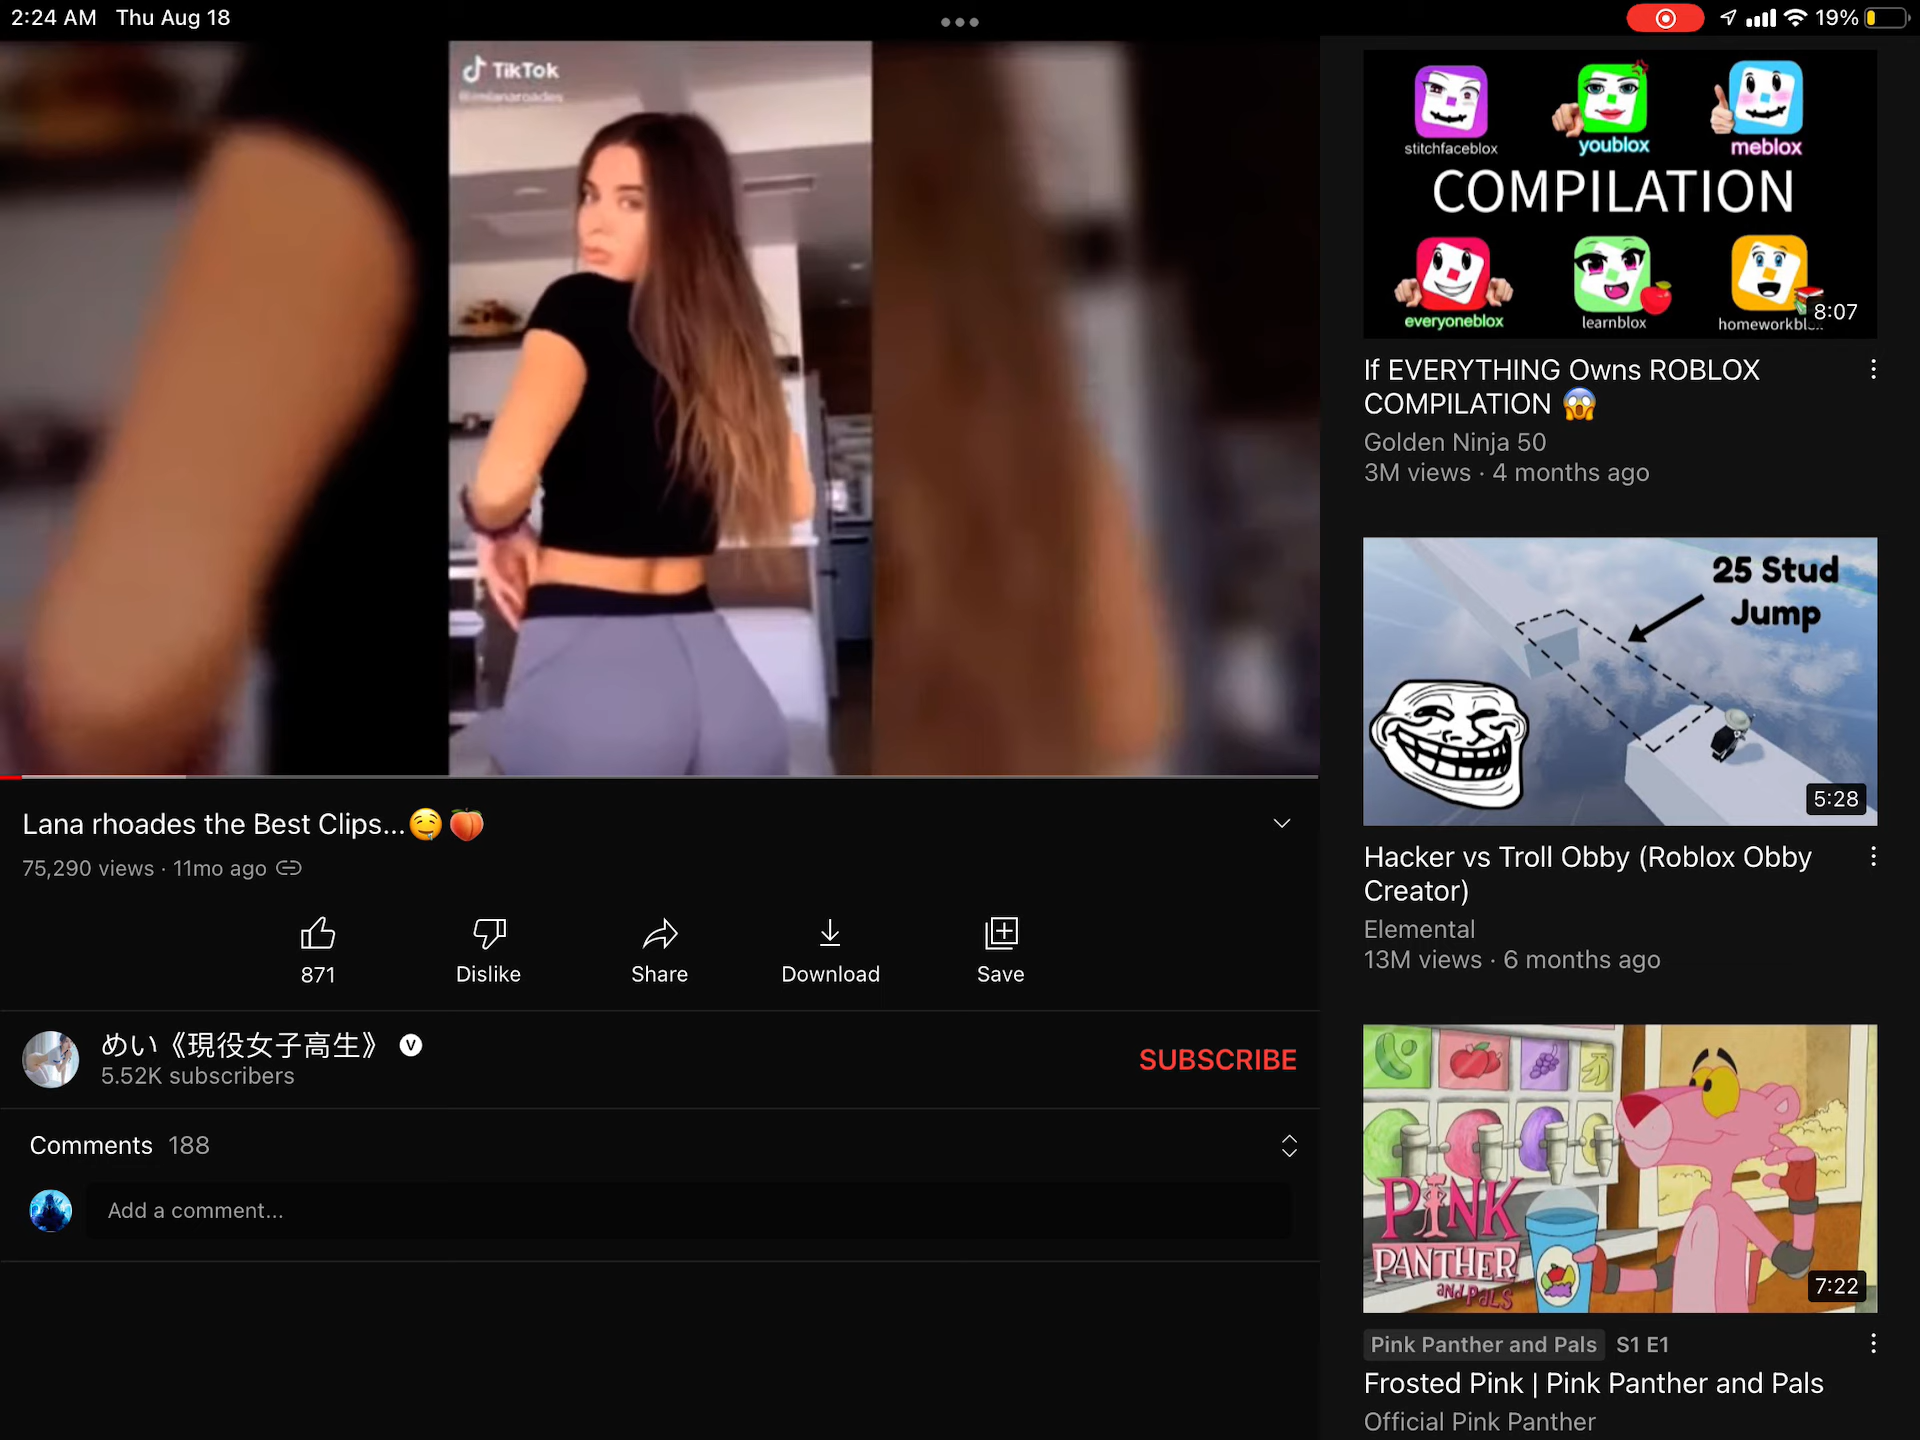 2:24 AM Thu Aug 18
19%
TikTok
Lana rhoades the Best Clips...🤤🍑
75,290 views · 11mo ago
871
Dislike
Share
Download
Save
めい《現役女子高生》
5.52K subscribers
SUBSCRIBE
Comments 188
Add a comment...
stitchfaceblox
youblox
meblox
COMPILATION
everyoneblox
learnblox
homeworkbl...
8:07
If EVERYTHING Owns ROBLOX
COMPILATION 😱
Golden Ninja 50
3M views · 4 months ago
25 Stud
Jump
5:28
Hacker vs Troll Obby (Roblox Obby
Creator)
Elemental
13M views · 6 months ago
PINK
PANTHER
and PALS
7:22
Pink Panther and Pals S1 E1
Frosted Pink | Pink Panther and Pals
Official Pink Panther